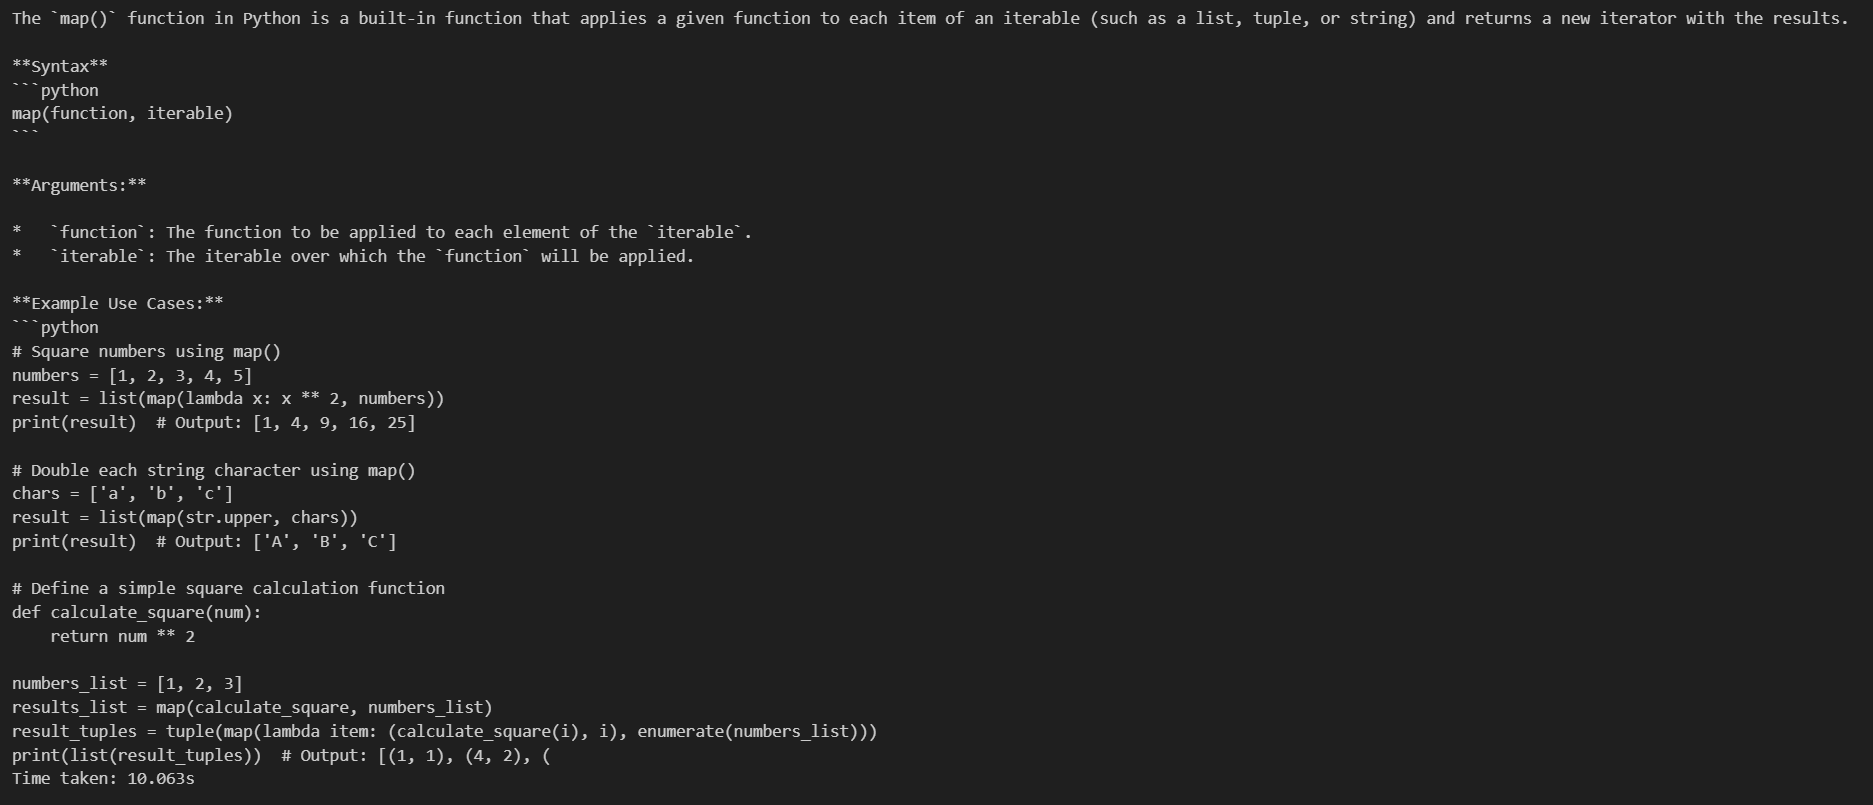 The `map()` function in Python is a built-in function that applies a given function to each item of an iterable (such as a list, tuple, or string) and returns a new iterator with the results.

**Syntax**
```python
map(function, iterable)
```

**Arguments:**

*   `function`: The function to be applied to each element of the `iterable`.
*   `iterable`: The iterable over which the `function` will be applied.

**Example Use Cases:**
```python
# Square numbers using map()
numbers = [1, 2, 3, 4, 5]
result = list(map(lambda x: x ** 2, numbers))
print(result)  # Output: [1, 4, 9, 16, 25]

# Double each string character using map()
chars = ['a', 'b', 'c']
result = list(map(str.upper, chars))
print(result)  # Output: ['A', 'B', 'C']

# Define a simple square calculation function
def calculate_square(num):
    return num ** 2

numbers_list = [1, 2, 3]
results_list = map(calculate_square, numbers_list)
result_tuples = tuple(map(lambda item: (calculate_square(i), i), enumerate(numbers_list)))
print(list(result_tuples))  # Output: [(1, 1), (4, 2), (
Time taken: 10.063s